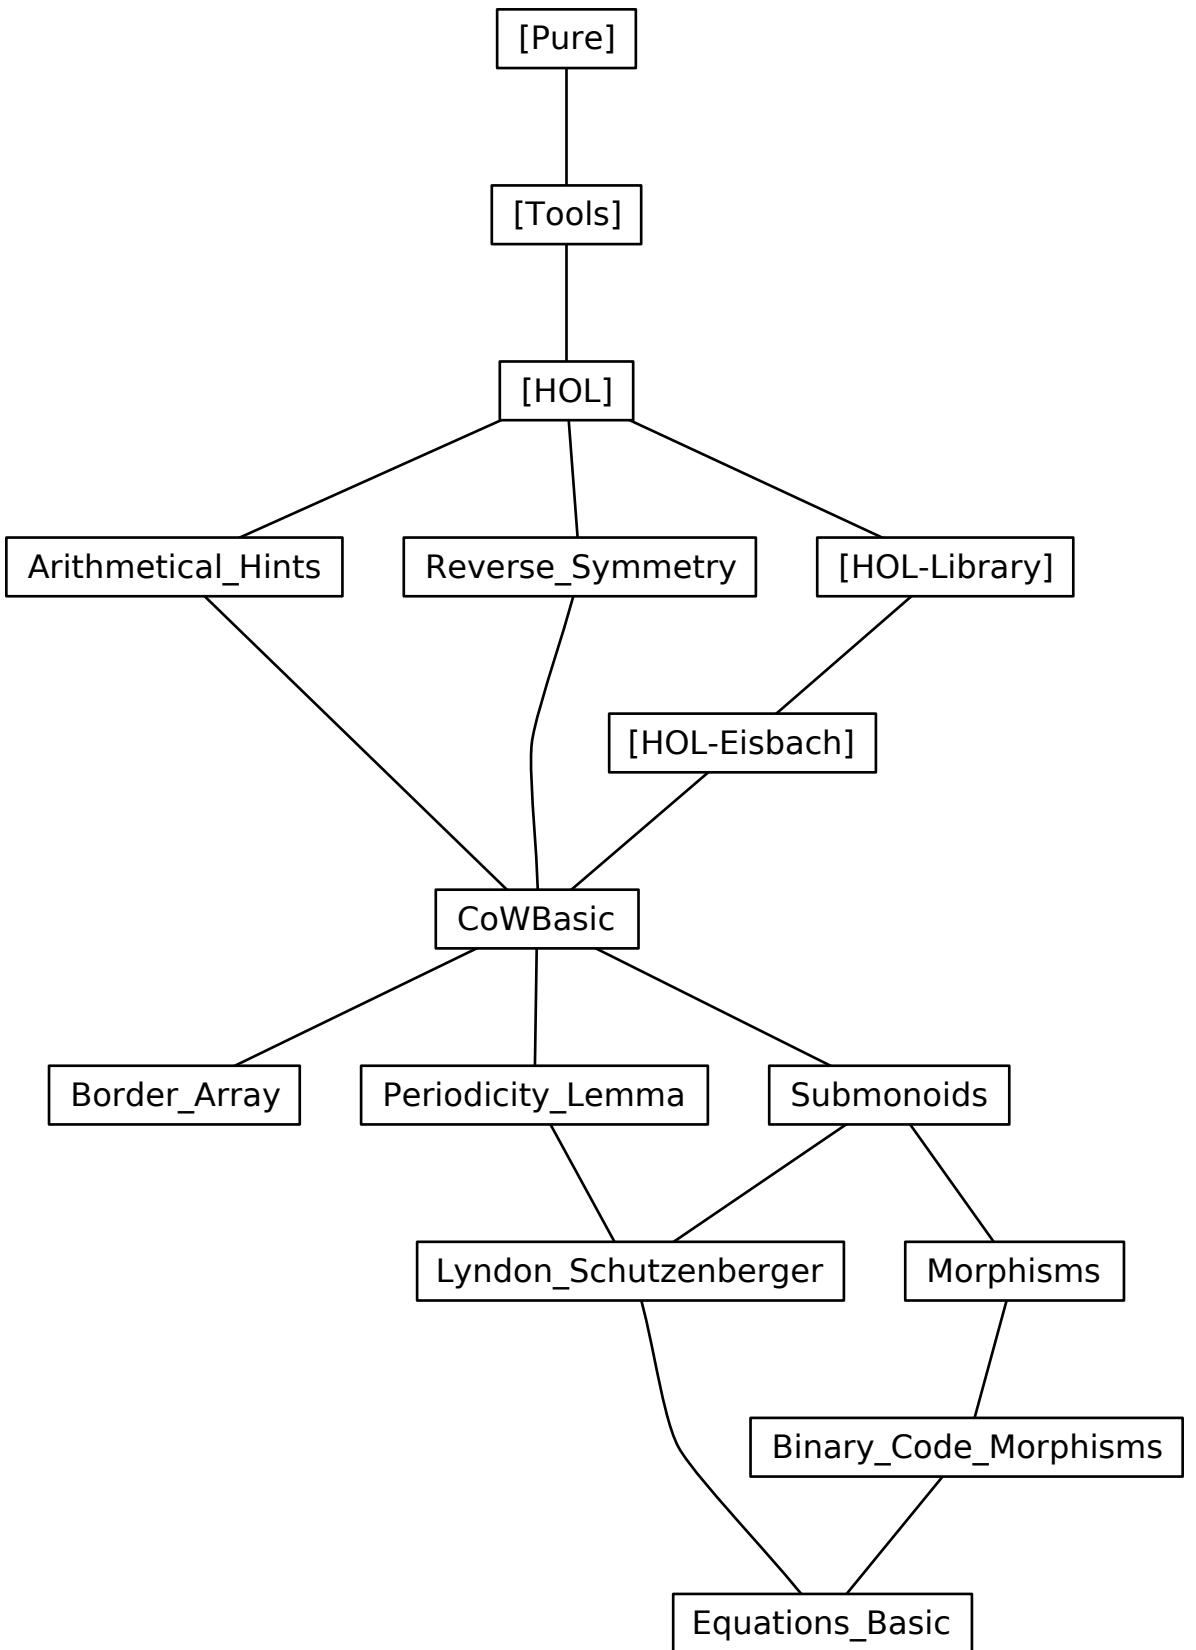 [Pure]
[Tools]
[HOL]
Arithmetical_Hints
Reverse_Symmetry
[HOL-Library]
[HOL-Eisbach]
CoWBasic
Border_Array
Periodicity_Lemma
Submonoids
Lyndon_Schutzenberger
Morphisms
Binary_Code_Morphisms
Equations_Basic